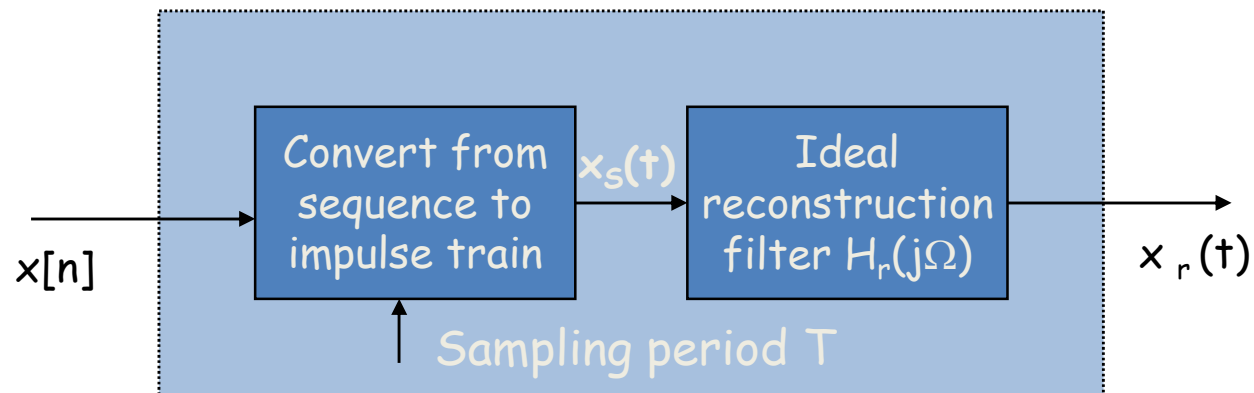 x[n]
Convert from
sequence to
impulse train
xₛ(t)
Ideal
reconstruction
filter Hᵣ(jΩ)
x ᵣ (t)
Sampling period T